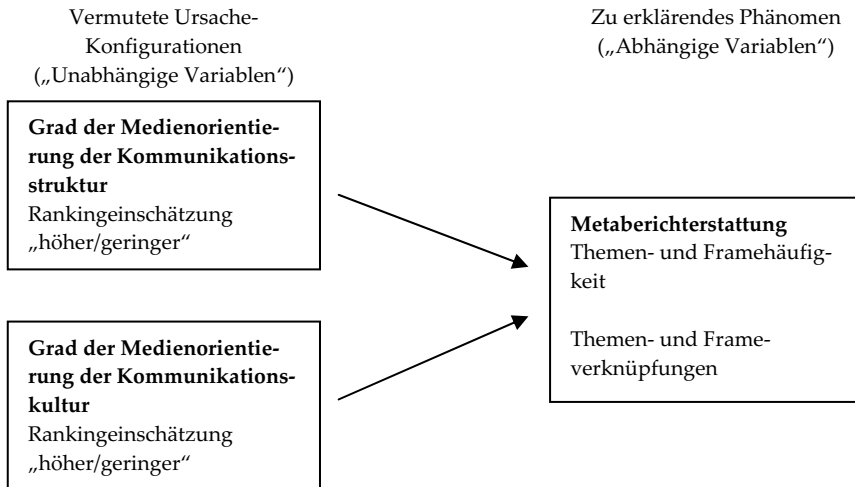 Vermutete Ursache-
Konfigurationen
(„Unabhängige Variablen“)
Zu erklärendes Phänomen
(„Abhängige Variablen“)
Grad der Medienorientie-
rung der Kommunikations-
struktur
Rankingeinschätzung
„höher/geringer“
Metaberichterstattung
Themen- und Framehäufig-
keit
Themen- und Frame-
verknüpfungen
Grad der Medienorientie-
rung der Kommunikations-
kultur
Rankingeinschätzung
„höher/geringer“